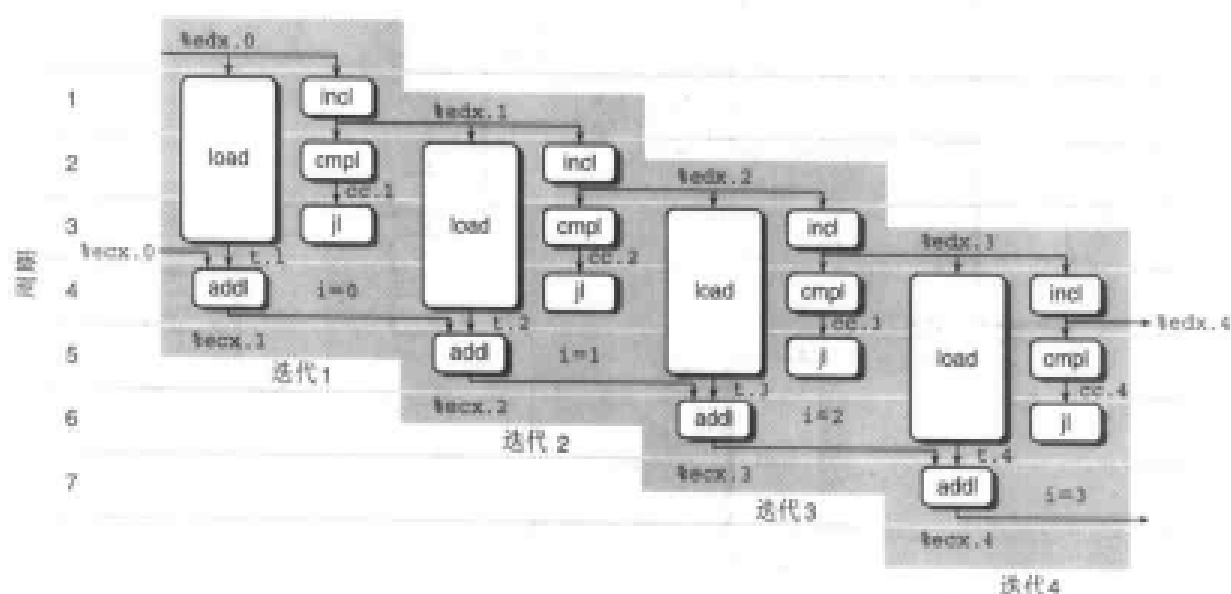 %edx.0
1
incl
%edx.1
load
2
cmpl
incl
%edx.2
cc.1
load
3
jl
cmpl
incl
%edx.3
%ecx.0
t.1
cc.2
load
周期
4
addl
i=0
jl
cmpl
incl
%edx.4
%ecx.1
t.2
cc.3
load
5
addl
i=1
jl
cmpl
迭代1
%ecx.2
t.3
cc.4
6
addl
i=2
jl
迭代2
t.4
7
%ecx.3
addl
i=3
迭代3
%ecx.4
迭代4